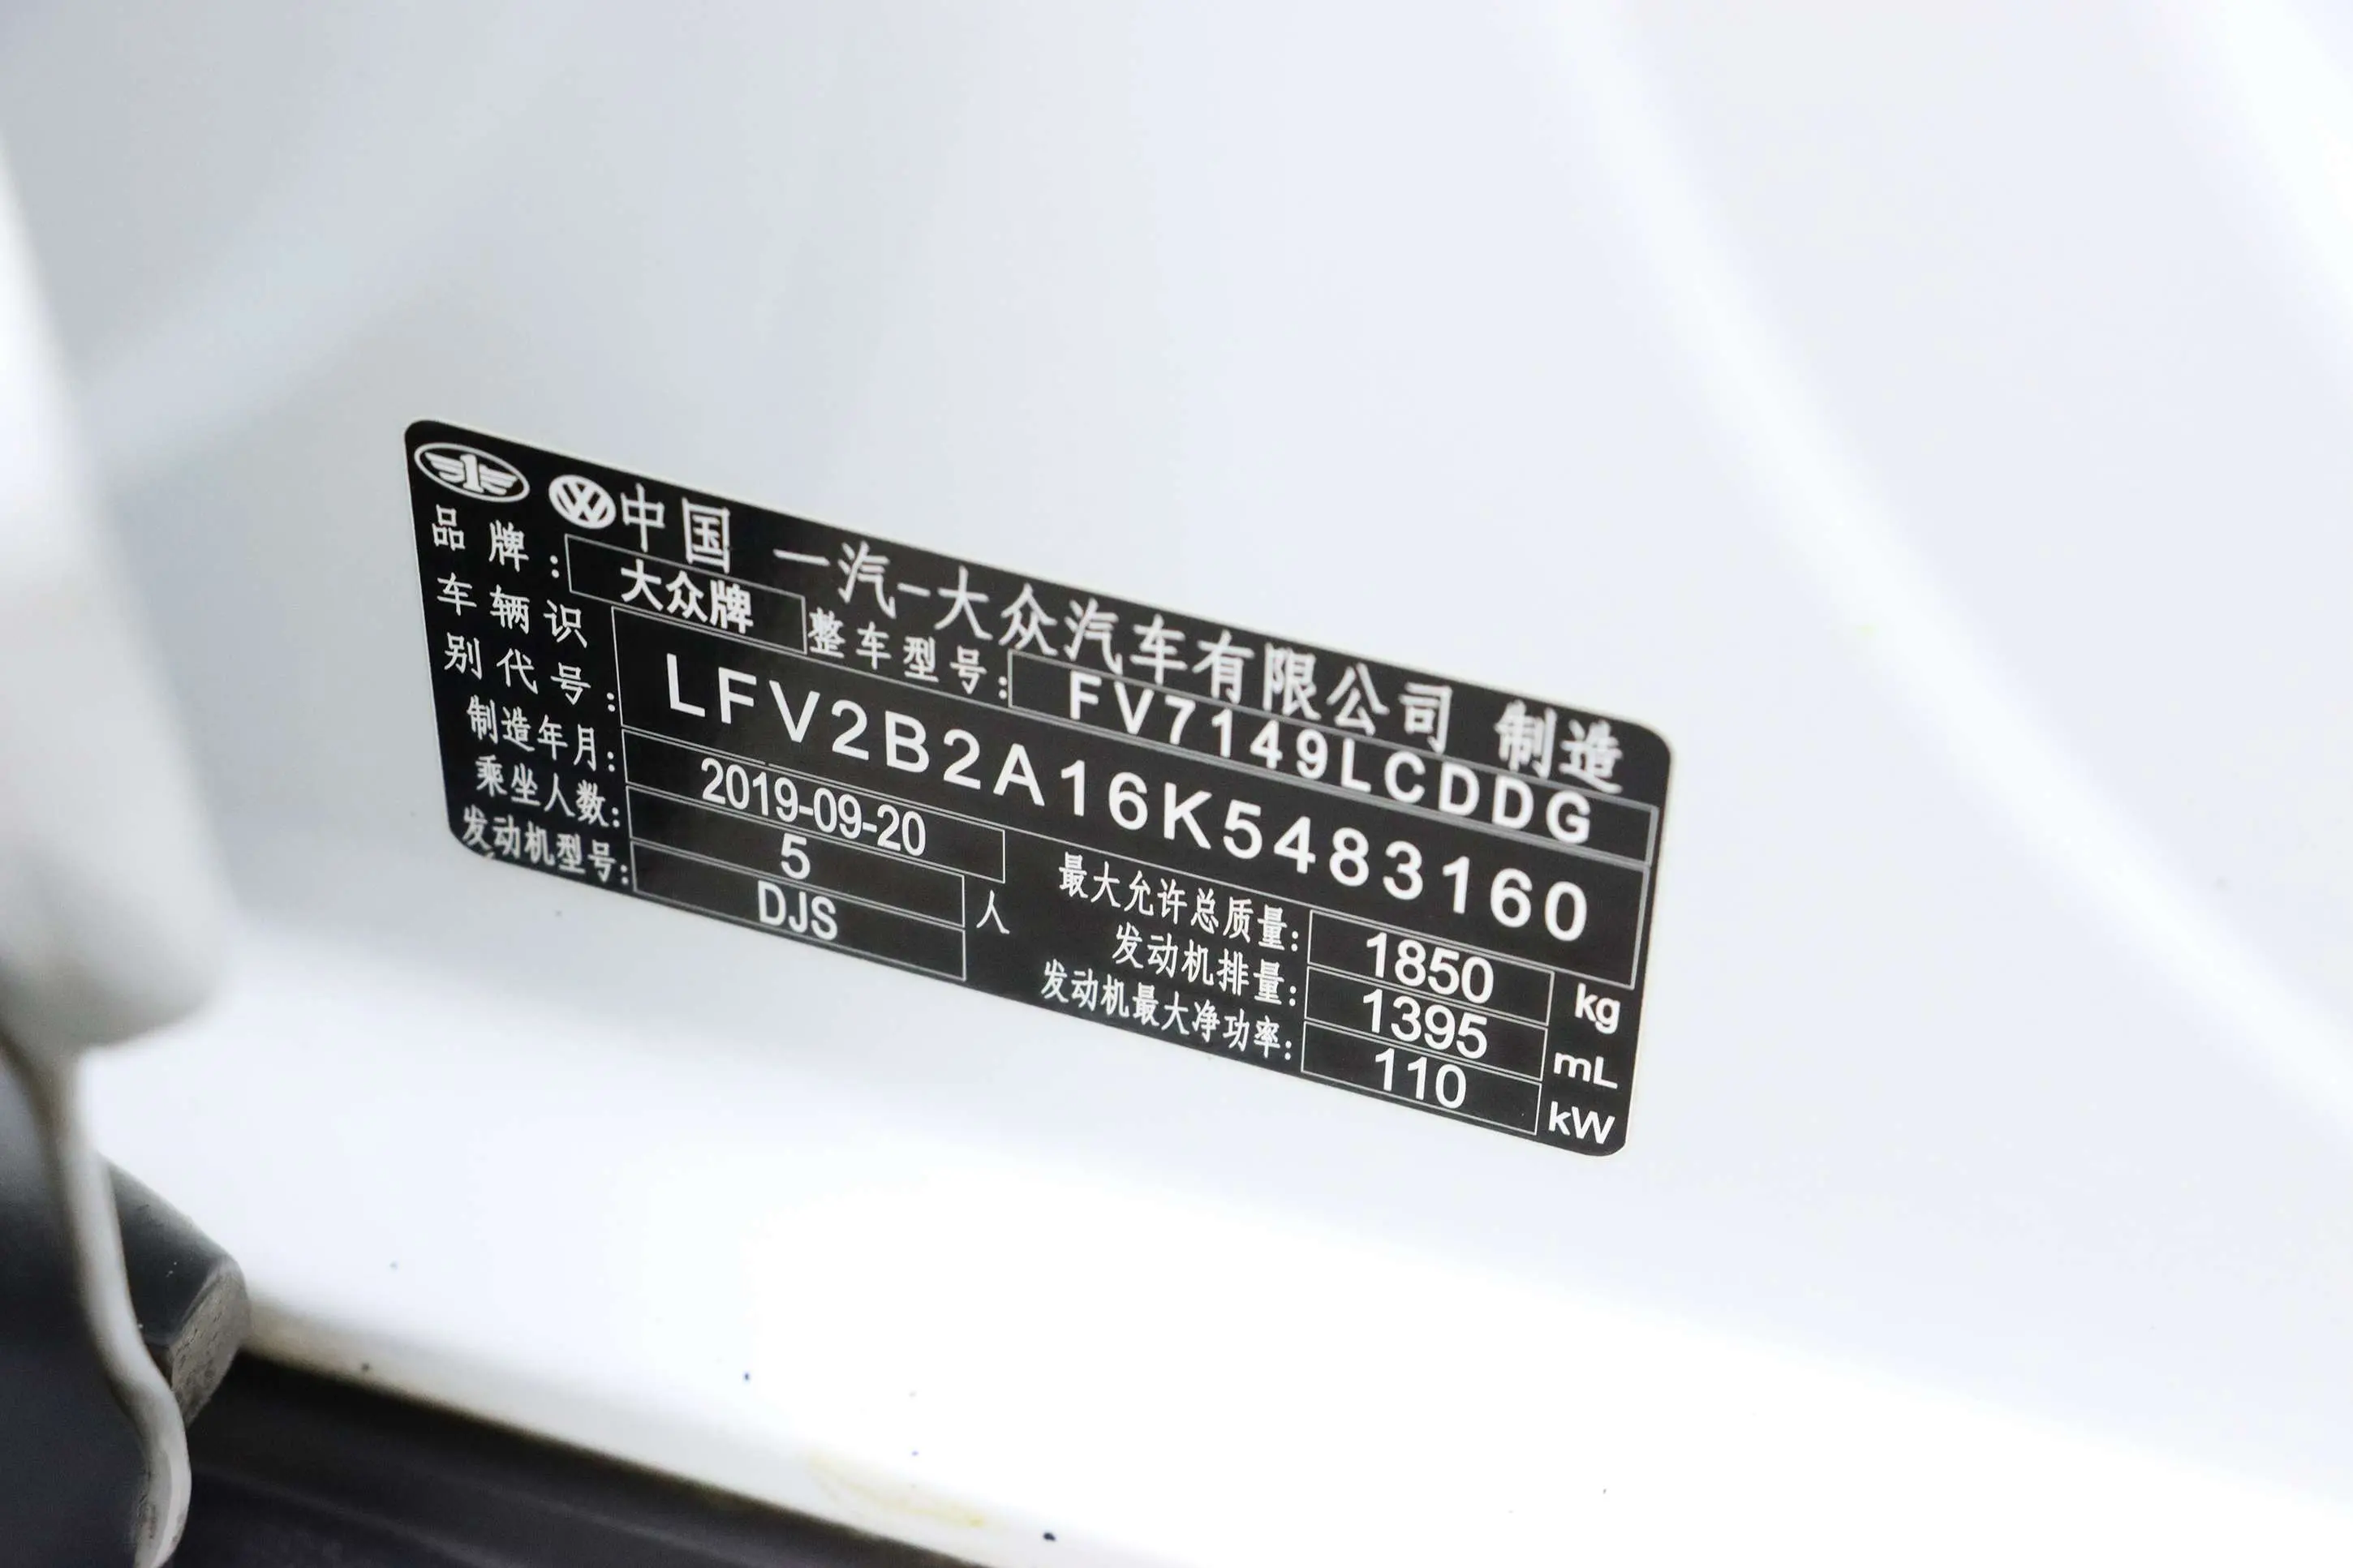 中国 一汽-大众汽车有限公司 制造
品牌: 大众牌 整车型号: FV7149LCDDG
车辆识
别代号: LFV2B2A16K5483160
制造年月: 2019-09-20 最大允许总质量: 1850 kg
乘坐人数: 5 人 发动机排量: 1395 mL
发动机型号: DJS 发动机最大净功率: 110 kW